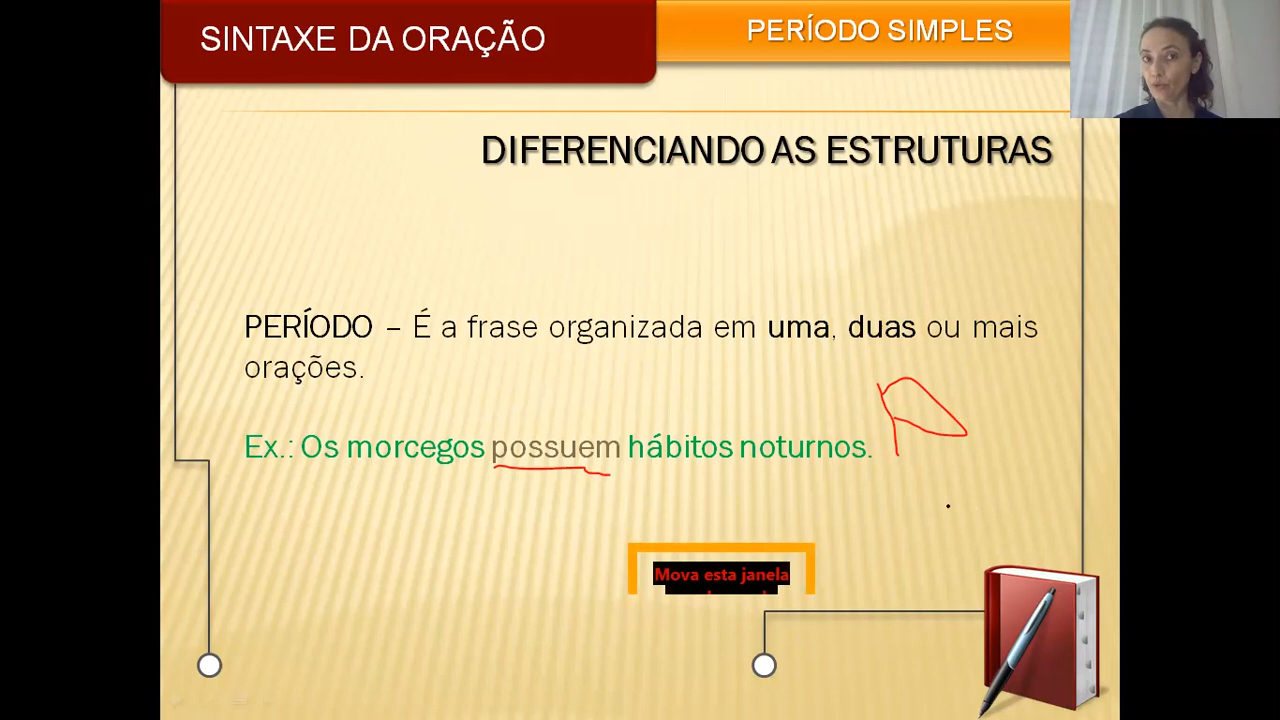 SINTAXE DA ORAÇÃO
PERÍODO SIMPLES
DIFERENCIANDO AS ESTRUTURAS
PERÍODO – É a frase organizada em uma, duas ou mais
orações.
Ex.: Os morcegos possuem hábitos noturnos.
Mova esta janela